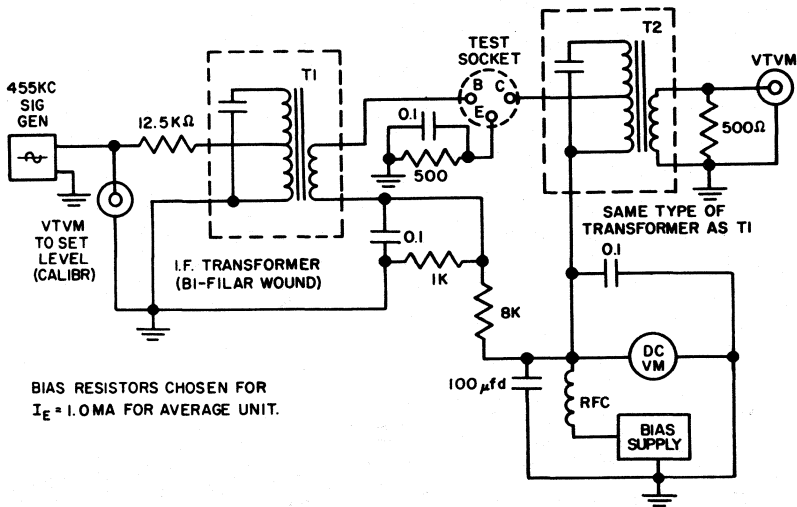 455KC
SIG
GEN
12.5KΩ
T1
TEST
SOCKET
B
C
E
0.1
500
T2
VTVM
500Ω
VTVM
TO SET
LEVEL
(CALIBR)
I.F. TRANSFORMER
(BI-FILAR WOUND)
0.1
1K
8K
SAME TYPE OF
TRANSFORMER AS T1
0.1
DC
VM
100 µfd
RFC
BIAS
SUPPLY
BIAS RESISTORS CHOSEN FOR
IE = 1.0 MA FOR AVERAGE UNIT.